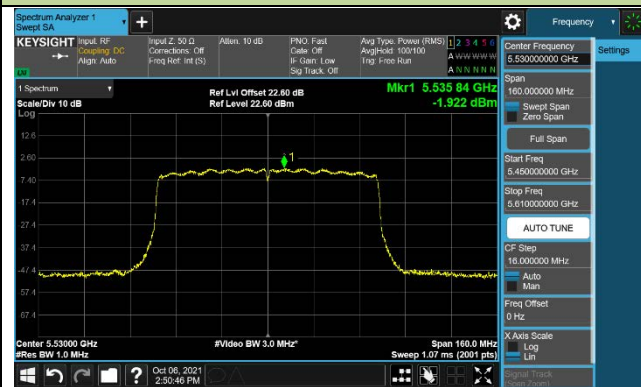 Spectrum Analyzer 1
Swept SA
Frequency
KEYSIGHT
Input: RF
Coupling: DC
Align: Auto
Input Z: 50 Ω
Corrections: Off
Freq Ref: Int (S)
Atten: 10 dB
PNO: Fast
Gate: Off
IF Gain: Low
Sig Track: Off
Avg Type: Power (RMS)
Avg|Hold: 100/100
Trig: Free Run
1 2 3 4 5 6
A W W W W W
A N N N N N
LXI
1 Spectrum
Scale/Div 10 dB
Log
Ref Lvl Offset 22.60 dB
Ref Level 22.60 dBm
Mkr1 5.535 84 GHz
-1.922 dBm
12.6
2.60
-7.40
-17.4
-27.4
-37.4
-47.4
-57.4
-67.4
1
Center 5.53000 GHz
#Res BW 1.0 MHz
#Video BW 3.0 MHz*
Span 160.0 MHz
Sweep 1.07 ms (2001 pts)
Oct 06, 2021
2:50:46 PM
Center Frequency
5.530000000 GHz
Settings
Span
160.000000 MHz
Swept Span
Zero Span
Full Span
Start Freq
5.450000000 GHz
Stop Freq
5.610000000 GHz
AUTO TUNE
CF Step
16.000000 MHz
Auto
Man
Freq Offset
0 Hz
X Axis Scale
Log
Lin
Signal Track
(Span Zoom)